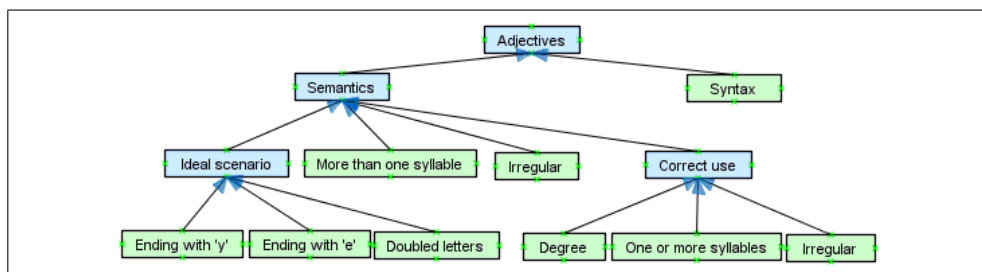 Adjectives
Semantics
Syntax
Ideal scenario
More than one syllable
Irregular
Correct use
Ending with 'y'
Ending with 'e'
Doubled letters
Degree
One or more syllables
Irregular